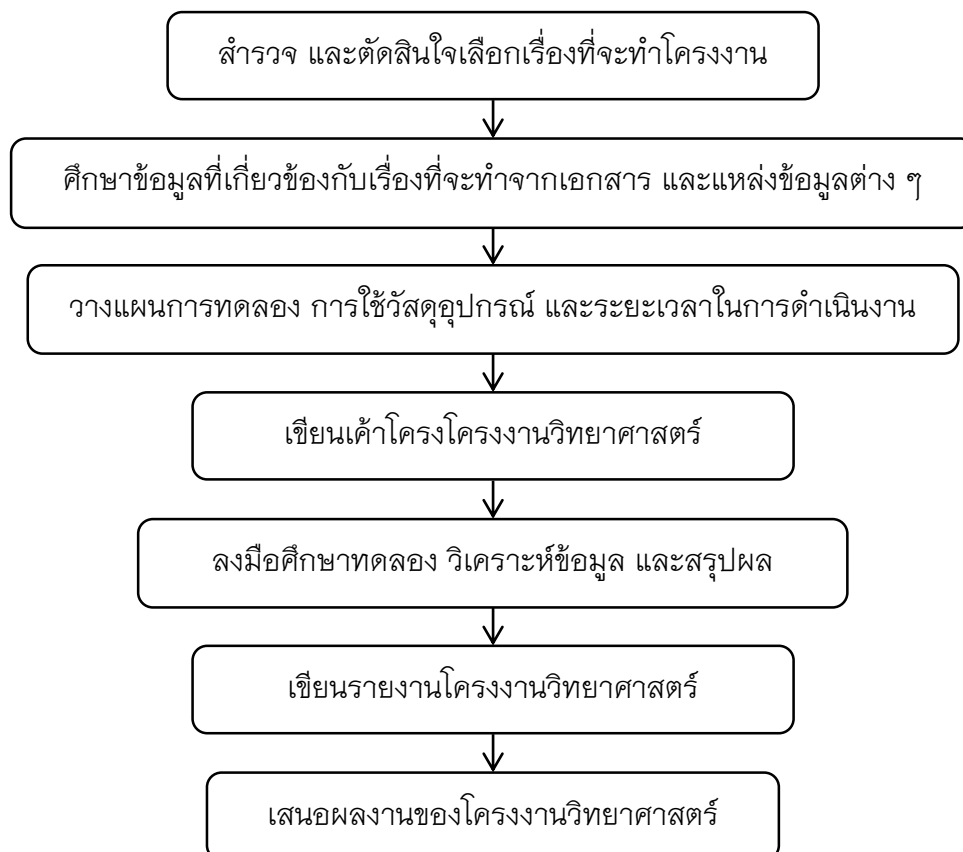 สำรวจ และตัดสินใจเลือกเรื่องที่จะทำโครงงาน
ศึกษาข้อมูลที่เกี่ยวข้องกับเรื่องที่จะทำจากเอกสาร และแหล่งข้อมูลต่าง ๆ
วางแผนการทดลอง การใช้วัสดุอุปกรณ์ และระยะเวลาในการดำเนินงาน
เขียนเค้าโครงโครงงานวิทยาศาสตร์
ลงมือศึกษาทดลอง วิเคราะห์ข้อมูล และสรุปผล
เขียนรายงานโครงงานวิทยาศาสตร์
เสนอผลงานของโครงงานวิทยาศาสตร์